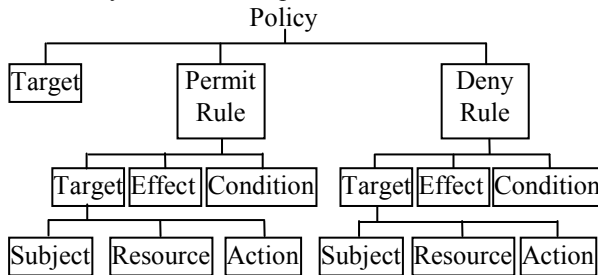 Policy
Target
Permit
Rule
Deny
Rule
Target Effect Condition Target Effect Condition
Subject Resource Action Subject Resource Action